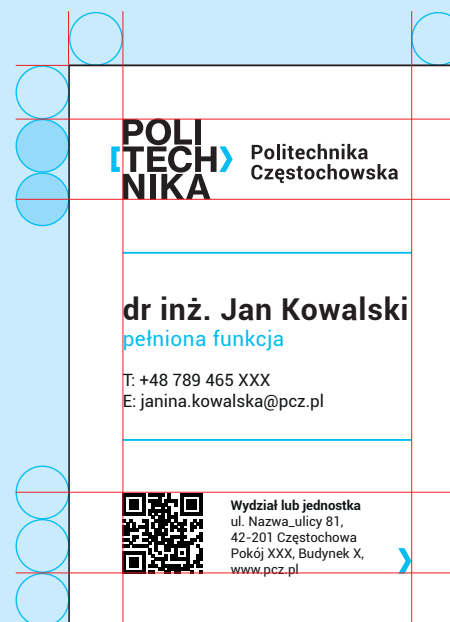 POLI
TECH
NIKA
Politechnika
Częstochowska
dr inż. Jan Kowalski
pełniona funkcja
T: +48 789 465 XXX
E: janina.kowalska@pcz.pl
Wydział lub jednostka
ul. Nazwa_ulicy 81,
42-201 Częstochowa
Pokój XXX, Budynek X,
www.pcz.pl